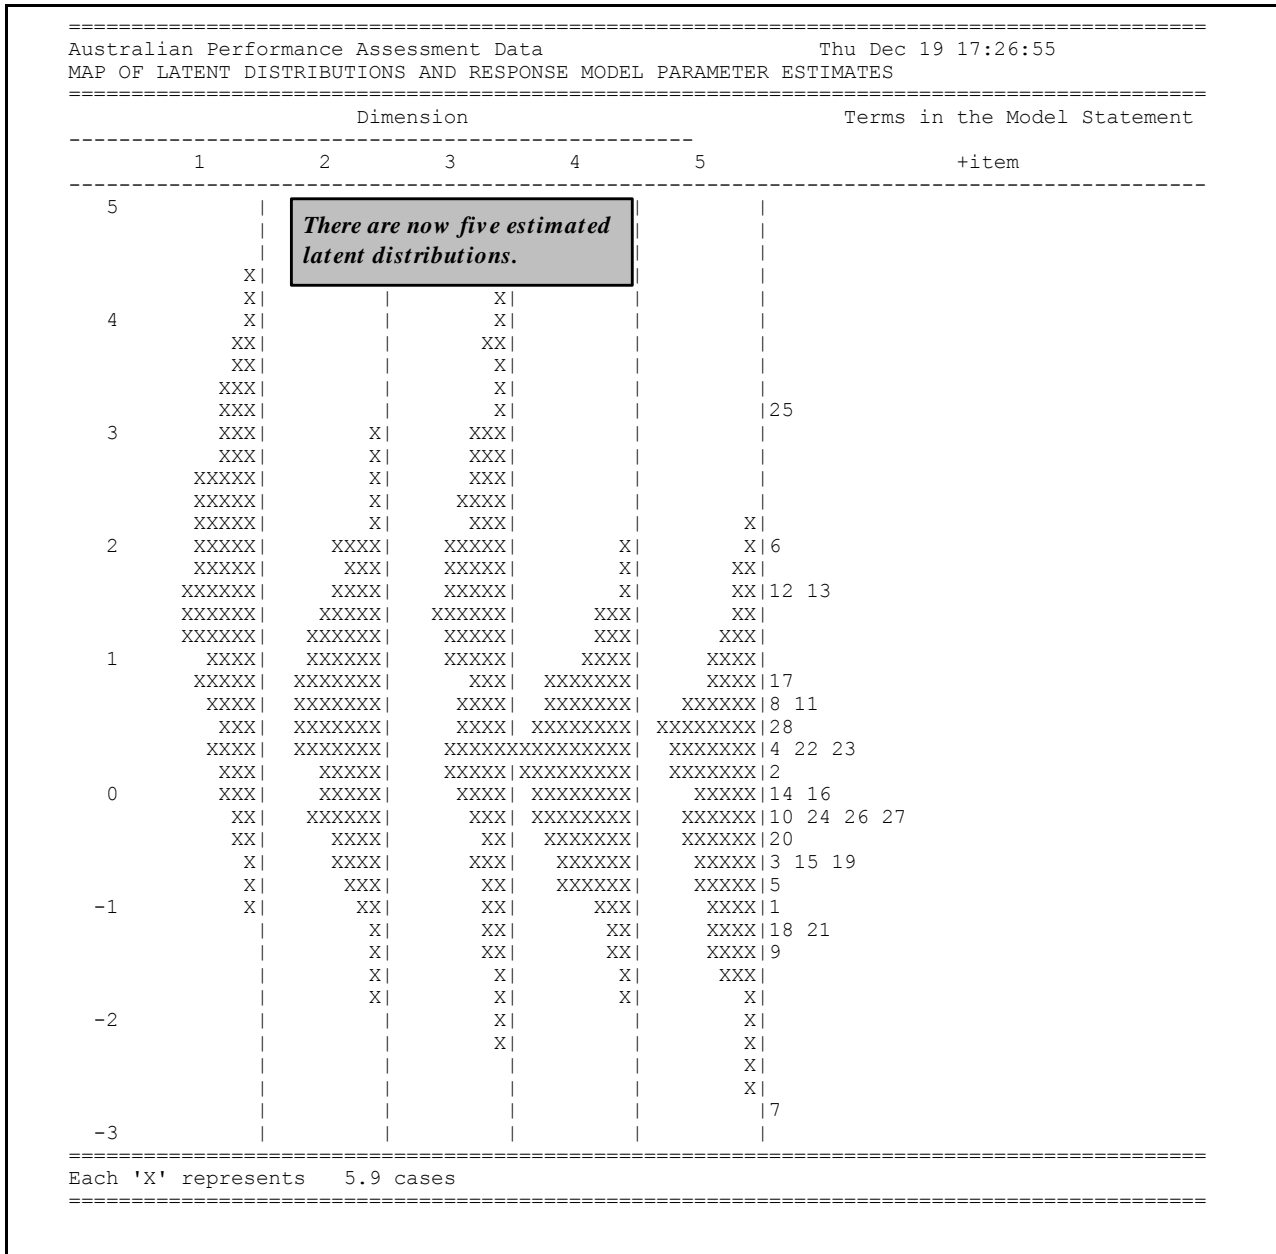 ==========================================================================================
Australian Performance Assessment Data                      Thu Dec 19 17:26:55
MAP OF LATENT DISTRIBUTIONS AND RESPONSE MODEL PARAMETER ESTIMATES
==========================================================================================
                       Dimension                              Terms in the Model Statement
--------------------------------------------------
          1         2         3         4         5                    +item
-------------------------------------------------------------------------------------------
   5           | There are now five estimated |         |
               | latent distributions.        |         |
               |                              |         |
              X|                              |         |
              X|         |        X|         |         |
   4          X|         |        X|         |         |
             XX|         |       XX|         |         |
             XX|         |        X|         |         |
            XXX|         |        X|         |         |
            XXX|         |        X|         |         |25
   3        XXX|        X|      XXX|         |         |
            XXX|        X|      XXX|         |         |
          XXXXX|        X|      XXX|         |         |
          XXXXX|        X|     XXXX|         |         |
          XXXXX|        X|      XXX|         |        X|
   2      XXXXX|     XXXX|    XXXXX|        X|        X|6
          XXXXX|      XXX|    XXXXX|        X|       XX|
         XXXXXX|     XXXX|    XXXXX|        X|       XX|12 13
         XXXXXX|    XXXXX|   XXXXXX|      XXX|       XX|
         XXXXXX|   XXXXXX|    XXXXX|      XXX|      XXX|
   1       XXXX|   XXXXXX|    XXXXX|     XXXX|     XXXX|
          XXXXX|  XXXXXXX|      XXX|  XXXXXXX|     XXXX|17
           XXXX|  XXXXXXX|     XXXX|  XXXXXXX|   XXXXXX|8 11
            XXX|  XXXXXXX|     XXXX| XXXXXXXX| XXXXXXXX|28
           XXXX|  XXXXXXX|    XXXXXXXXXXXXXXX|  XXXXXXX|4 22 23
            XXX|    XXXXX|    XXXXX|XXXXXXXXX|  XXXXXXX|2
   0        XXX|    XXXXX|     XXXX| XXXXXXXX|    XXXXX|14 16
             XX|   XXXXXX|      XXX| XXXXXXXX|   XXXXXX|10 24 26 27
             XX|     XXXX|       XX|  XXXXXXX|   XXXXXX|20
              X|     XXXX|      XXX|   XXXXXX|    XXXXX|3 15 19
              X|      XXX|       XX|   XXXXXX|    XXXXX|5
  -1          X|       XX|       XX|      XXX|     XXXX|1
               |        X|       XX|       XX|     XXXX|18 21
               |        X|       XX|       XX|     XXXX|9
               |        X|        X|        X|      XXX|
               |        X|        X|        X|        X|
  -2           |         |        X|         |        X|
               |         |        X|         |        X|
               |         |         |         |        X|
               |         |         |         |        X|
               |         |         |         |         |7
  -3           |         |         |         |         |
==========================================================================================
Each 'X' represents   5.9 cases
==========================================================================================